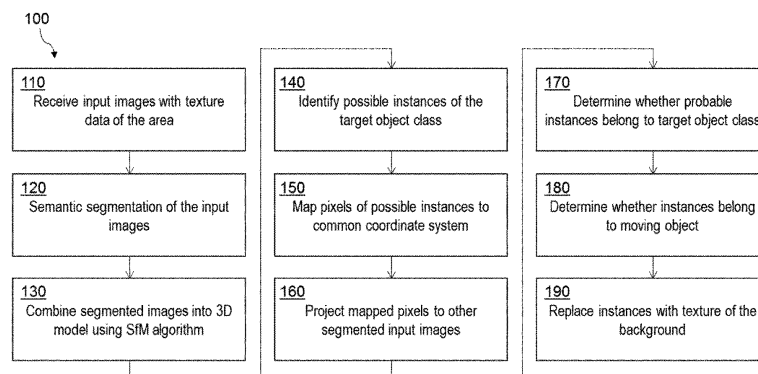 100
110
Receive input images with texture
data of the area
120
Semantic segmentation of the input
images
130
Combine segmented images into 3D
model using SfM algorithm
140
Identify possible instances of the
target object class
150
Map pixels of possible instances to
common coordinate system
160
Project mapped pixels to other
segmented input images
170
Determine whether probable
instances belong to target object class
180
Determine whether instances belong
to moving object
190
Replace instances with texture of the
background